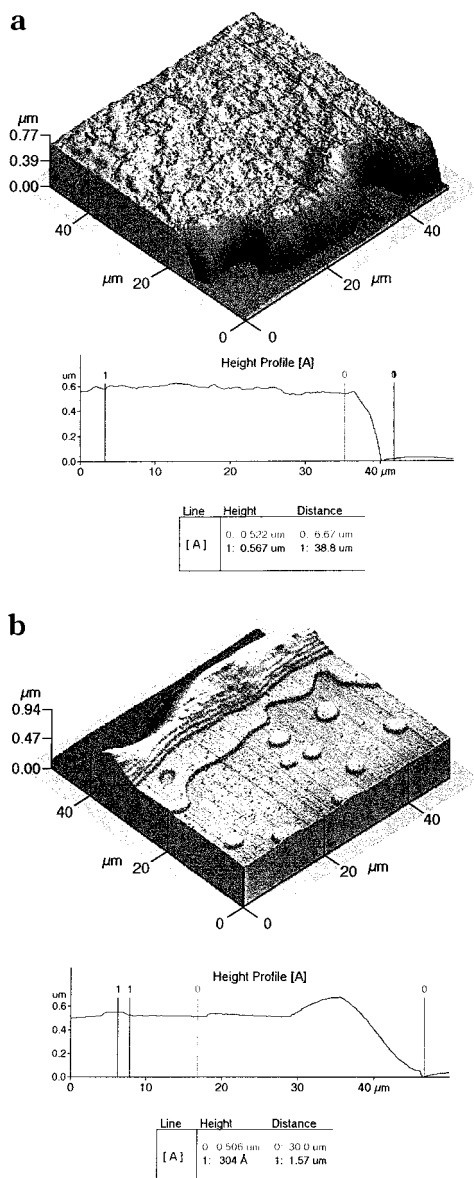 a
µm
0.77
0.39
0.00
40
µm
20
0
0
20
µm
40
Height Profile [A]
um
1
0
0
0.6
0.4
0.2
0.0
0 10 20 30 40 µm
Line Height Distance
[A]
0: 0.522 um 0: 6.67 um
1: 0.567 um 1: 38.8 um
b
µm
0.94
0.47
0.00
40
µm
20
0
0
20
µm
40
Height Profile [A]
um
1 1 0 0
0.6
0.4
0.2
0.0
0 10 20 30 40 µm
Line Height Distance
[A]
0: 0.506 um 0: 30.0 um
1: 304 Å 1: 1.57 um